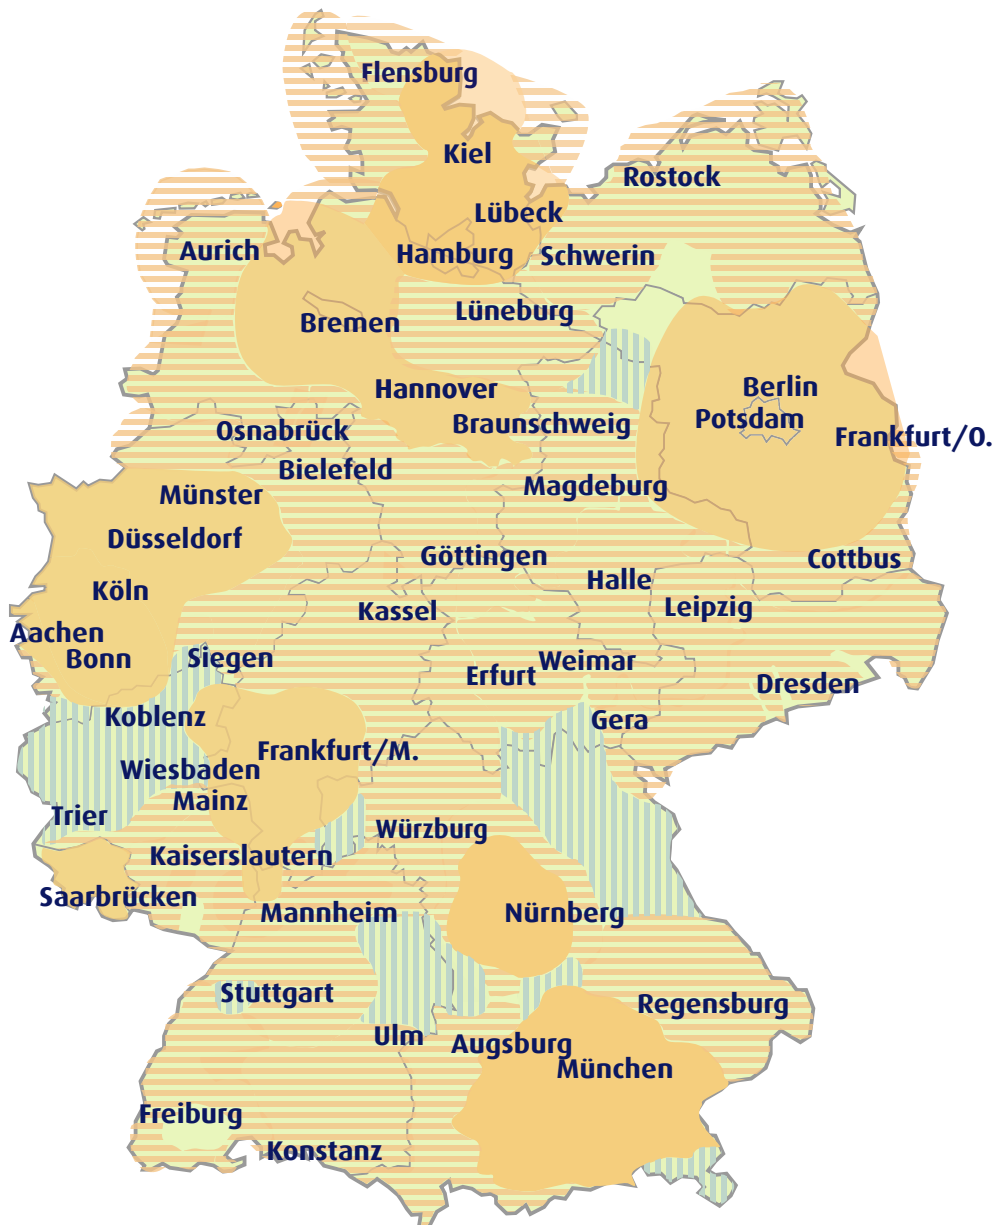 Flensburg
Kiel
Rostock
Lübeck
Aurich
Hamburg
Schwerin
Lüneburg
Bremen
Hannover
Berlin
Potsdam
Braunschweig
Osnabrück
Frankfurt/O.
Bielefeld
Magdeburg
Münster
Düsseldorf
Göttingen
Cottbus
Halle
Köln
Kassel
Leipzig
Aachen
Bonn
Siegen
Weimar
Erfurt
Dresden
Koblenz
Gera
Frankfurt/M.
Wiesbaden
Mainz
Trier
Würzburg
Kaiserslautern
Saarbrücken
Mannheim
Nürnberg
Stuttgart
Regensburg
Ulm
Augsburg
München
Freiburg
Konstanz